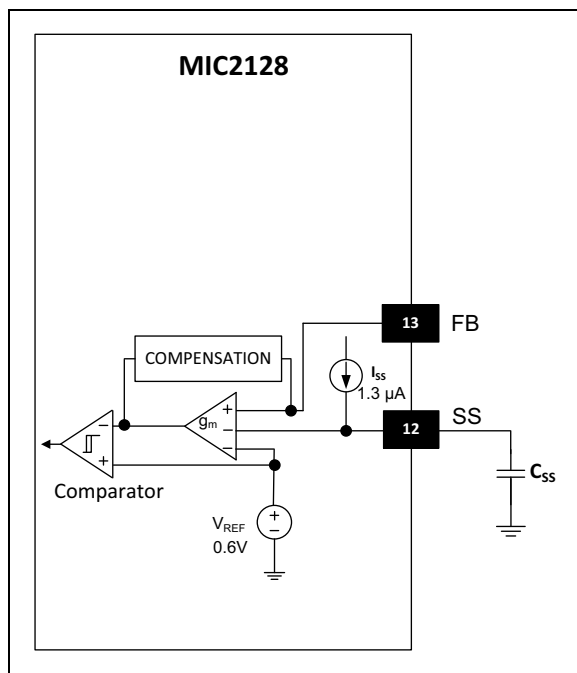 MIC2128
13 FB
COMPENSATION
ISS
1.3 µA
gm
+
−
−
12 SS
−
+
Comparator
CSS
VREF
0.6V
+
−